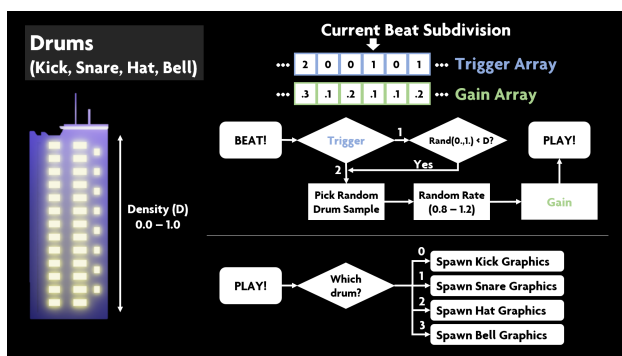 Drums
(Kick, Snare, Hat, Bell)
Density (D)
0.0 – 1.0
Current Beat Subdivision
··· 2 0 0 1 0 1 ··· Trigger Array
··· .3 .1 .2 .1 .1 .2 ··· Gain Array
BEAT!
Trigger
1
Rand(0.,1.) < D?
PLAY!
Yes
2
Pick Random
Drum Sample
Random Rate
(0.8 – 1.2)
Gain
PLAY!
Which
drum?
0
Spawn Kick Graphics
1
Spawn Snare Graphics
2
Spawn Hat Graphics
3
Spawn Bell Graphics